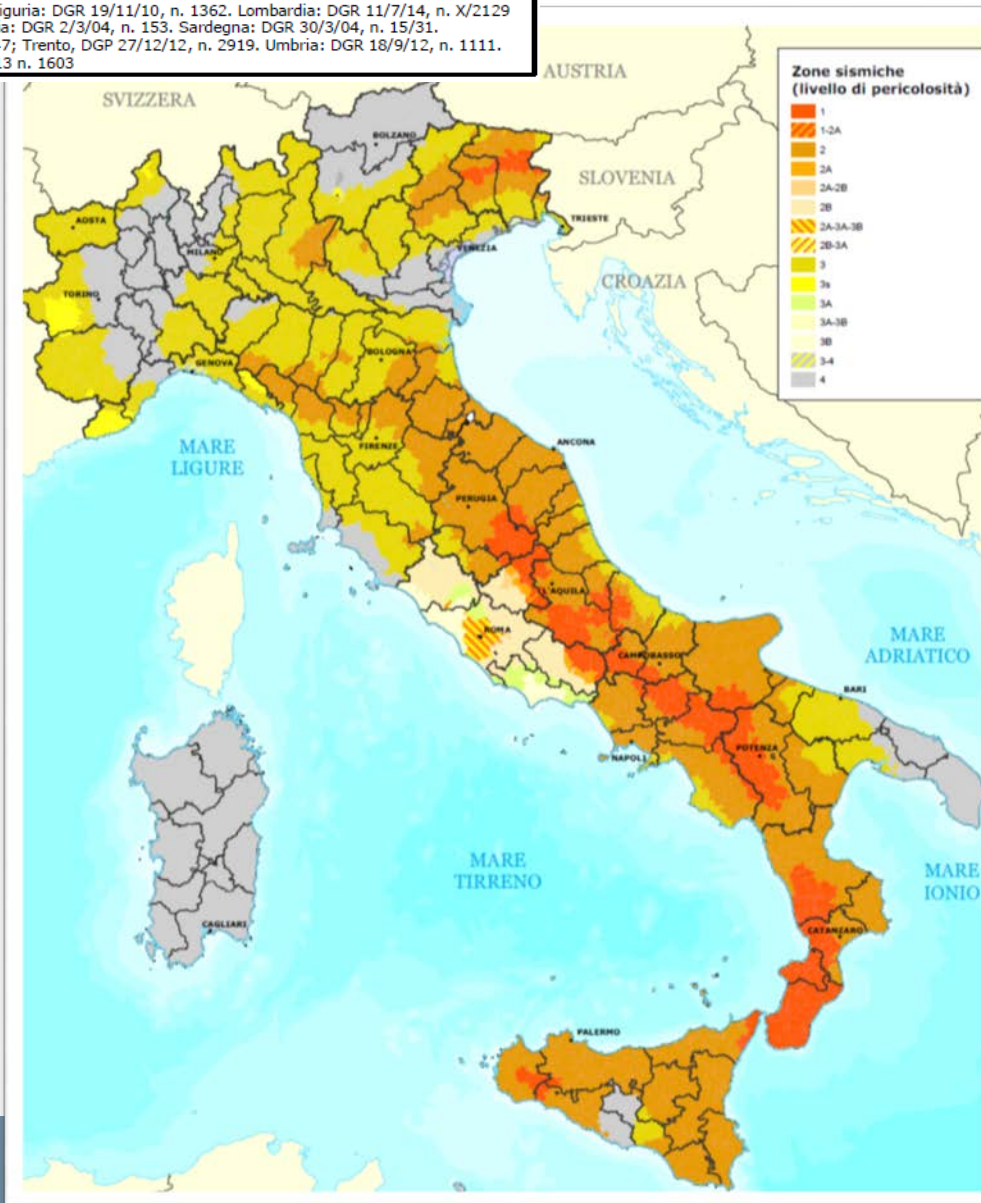 iguria: DGR 19/11/10, n. 1362. Lombardia: DGR 11/7/14, n. X/2129
a: DGR 2/3/04, n. 153. Sardegna: DGR 30/3/04, n. 15/31.
7; Trento, DGP 27/12/12, n. 2919. Umbria: DGR 18/9/12, n. 1111.
13 n. 1603
AUSTRIA
SVIZZERA
Zone sismiche
(livello di pericolosità)
1
1-2A
2
2A
2A-2B
2B
2A-3A-3B
2B-3A
3
3s
3A
3A-3B
3B
3-4
4
BOLZANO
SLOVENIA
AOSTA
TRIESTE
MILANO
VENEZIA
CROAZIA
TORINO
BOLOGNA
GENOVA
FIRENZE
ANCONA
MARE
LIGURE
PERUGIA
L'AQUILA
ROMA
CAMPOBASSO
MARE
ADRIATICO
BARI
NAPOLI
POTENZA
MARE
TIRRENO
MARE
IONIO
CAGLIARI
CATANZARO
PALERMO